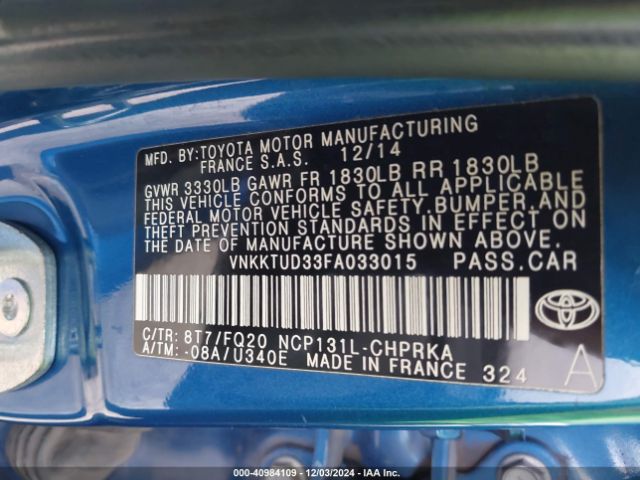 MFD. BY:TOYOTA MOTOR MANUFACTURING
FRANCE S.A.S. 12/14
GVWR 3330LB GAWR FR 1830LB RR 1830LB
THIS VEHICLE CONFORMS TO ALL APPLICABLE
FEDERAL MOTOR VEHICLE SAFETY, BUMPER, AND
THEFT PREVENTION STANDARDS IN EFFECT ON
THE DATE OF MANUFACTURE SHOWN ABOVE.
VNKKTUD33FA033015 PASS.CAR
C/TR: 8T7/FQ20 NCP131L-CHPRKA
A/TM: -08A/U340E MADE IN FRANCE 324
TOYOTA
A
000-40984109 - 12/03/2024 - IAA Inc.